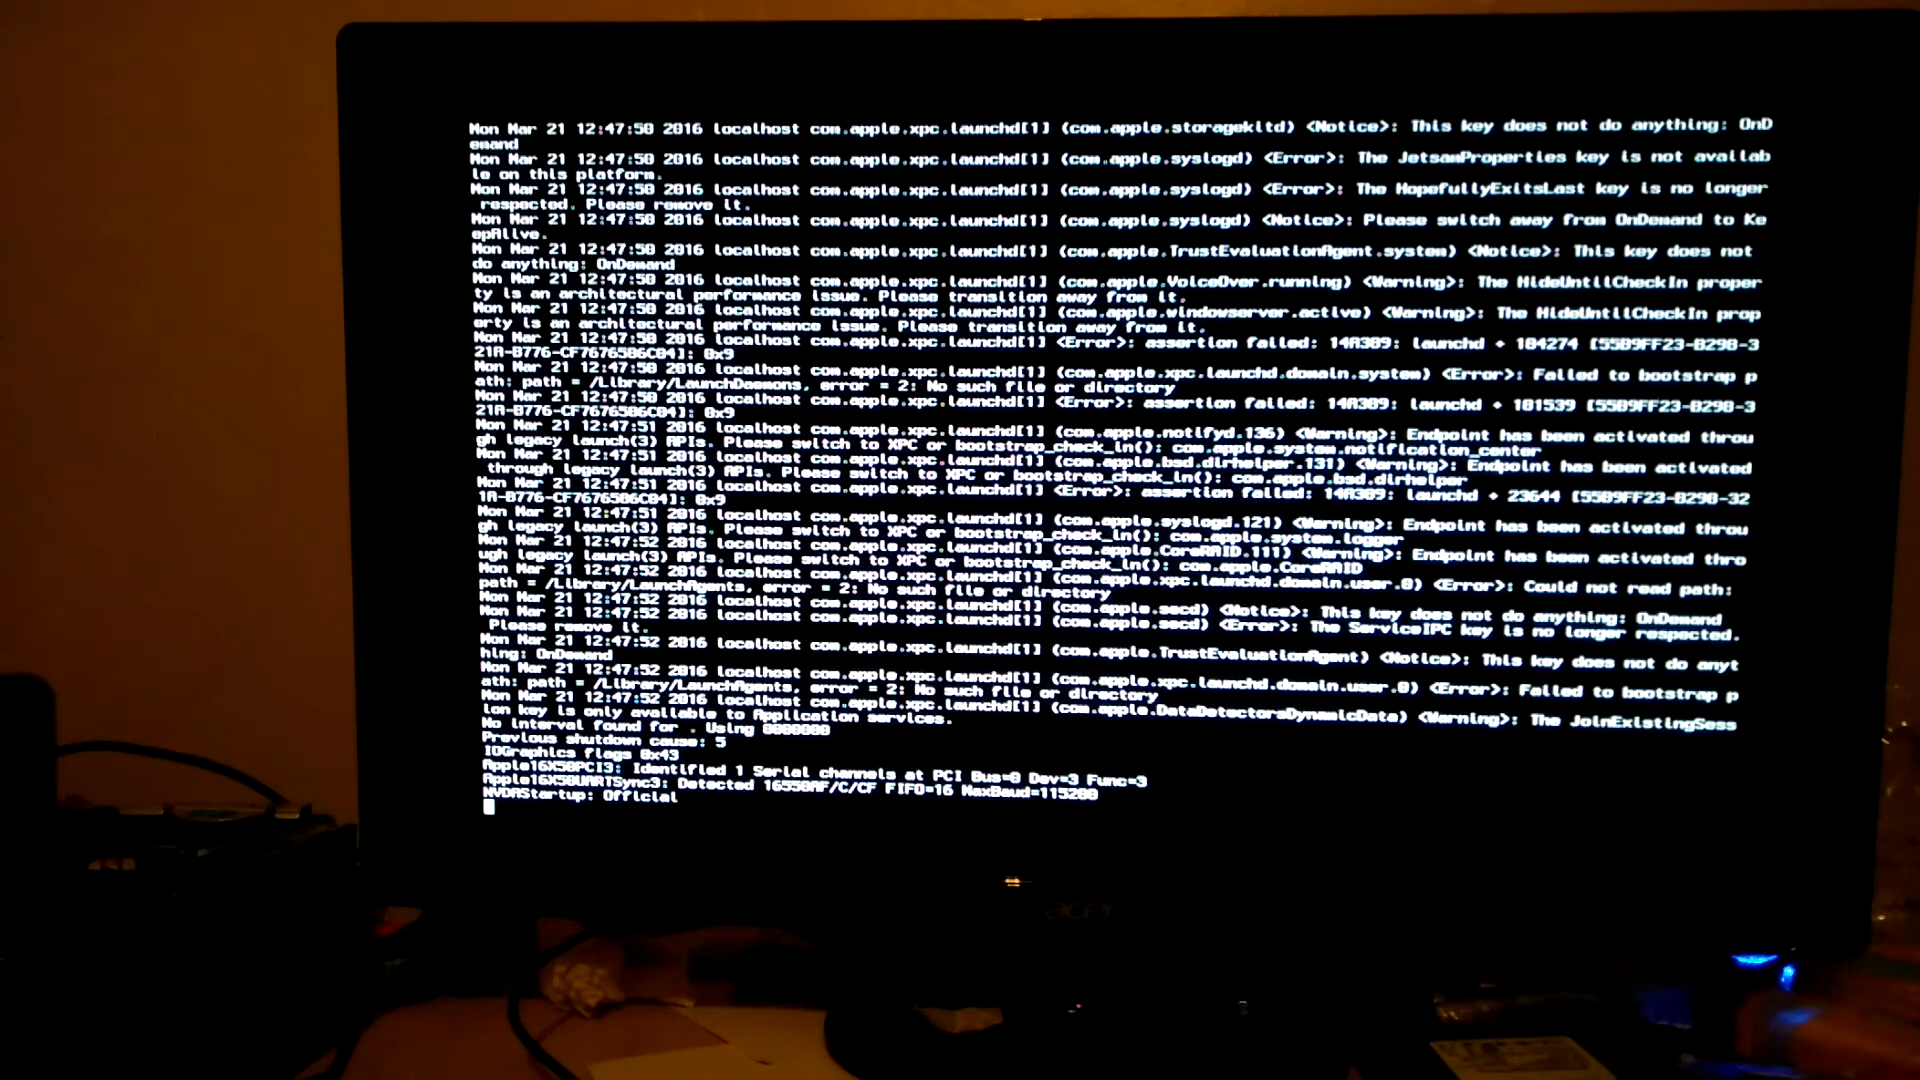 Mon Mar 21 12:47:50 2016 localhost com.apple.xpc.launchd[1] (com.apple.storagekitd) <Notice>: This key does not do anything: OnD
emand
Mon Mar 21 12:47:50 2016 localhost com.apple.xpc.launchd[1] (com.apple.syslogd) <Error>: The JetsamProperties key is not availab
le on this platform.
Mon Mar 21 12:47:50 2016 localhost com.apple.xpc.launchd[1] (com.apple.syslogd) <Error>: The HopefullyExitsLast key is no longer
respected. Please remove it.
Mon Mar 21 12:47:50 2016 localhost com.apple.xpc.launchd[1] (com.apple.syslogd) <Notice>: Please switch away from OnDemand to Ke
epAlive.
Mon Mar 21 12:47:50 2016 localhost com.apple.xpc.launchd[1] (com.apple.TrustEvaluationAgent.system) <Notice>: This key does not
do anything: OnDemand
Mon Mar 21 12:47:50 2016 localhost com.apple.xpc.launchd[1] (com.apple.VoiceOver.running) <Warning>: The HideUntilCheckIn proper
ty is an architectural performance issue. Please transition away from it.
Mon Mar 21 12:47:50 2016 localhost com.apple.xpc.launchd[1] (com.apple.windowserver.active) <Warning>: The HideUntilCheckIn prop
erty is an architectural performance issue. Please transition away from it.
Mon Mar 21 12:47:50 2016 localhost com.apple.xpc.launchd[1] <Error>: assertion failed: 14A389: launchd + 104274 [55B9FF23-B298-3
21A-B776-CF7676506C04]: 0x9
Mon Mar 21 12:47:50 2016 localhost com.apple.xpc.launchd[1] (com.apple.xpc.launchd.domain.system) <Error>: Failed to bootstrap p
ath: path = /Library/LaunchDaemons, error = 2: No such file or directory
Mon Mar 21 12:47:50 2016 localhost com.apple.xpc.launchd[1] <Error>: assertion failed: 14A389: launchd + 101539 [55B9FF23-B298-3
21A-B776-CF7676506C04]: 0x9
Mon Mar 21 12:47:51 2016 localhost com.apple.xpc.launchd[1] (com.apple.notifyd.136) <Warning>: Endpoint has been activated throu
gh legacy launch(3) APIs. Please switch to XPC or bootstrap_check_in(): com.apple.system.notification_center
Mon Mar 21 12:47:51 2016 localhost com.apple.xpc.launchd[1] (com.apple.bsd.dirhelper.131) <Warning>: Endpoint has been activated
through legacy launch(3) APIs. Please switch to XPC or bootstrap_check_in(): com.apple.bsd.dirhelper
Mon Mar 21 12:47:51 2016 localhost com.apple.xpc.launchd[1] <Error>: assertion failed: 14A389: launchd + 23644 [55B9FF23-B298-32
1A-B776-CF7676506C04]: 0x9
Mon Mar 21 12:47:51 2016 localhost com.apple.xpc.launchd[1] (com.apple.syslogd.121) <Warning>: Endpoint has been activated throu
gh legacy launch(3) APIs. Please switch to XPC or bootstrap_check_in(): com.apple.system.logger
Mon Mar 21 12:47:52 2016 localhost com.apple.xpc.launchd[1] (com.apple.CoreRAID.111) <Warning>: Endpoint has been activated thro
ugh legacy launch(3) APIs. Please switch to XPC or bootstrap_check_in(): com.apple.CoreRAID
Mon Mar 21 12:47:52 2016 localhost com.apple.xpc.launchd[1] (com.apple.xpc.launchd.domain.user.0) <Error>: Could not read path:
path = /Library/LaunchAgents, error = 2: No such file or directory
Mon Mar 21 12:47:52 2016 localhost com.apple.xpc.launchd[1] (com.apple.secd) <Notice>: This key does not do anything: OnDemand
Mon Mar 21 12:47:52 2016 localhost com.apple.xpc.launchd[1] (com.apple.secd) <Error>: The ServiceIPC key is no longer respected.
Please remove it.
Mon Mar 21 12:47:52 2016 localhost com.apple.xpc.launchd[1] (com.apple.TrustEvaluationAgent) <Notice>: This key does not do anyt
hing: OnDemand
Mon Mar 21 12:47:52 2016 localhost com.apple.xpc.launchd[1] (com.apple.xpc.launchd.domain.user.0) <Error>: Failed to bootstrap p
ath: path = /Library/LaunchAgents, error = 2: No such file or directory
Mon Mar 21 12:47:52 2016 localhost com.apple.xpc.launchd[1] (com.apple.DataDetectorsDynamicData) <Warning>: The JoinExistingSess
ion key is only available to Application services.
No interval found for . Using 8000000
Previous shutdown cause: 5
IOGraphics flags 0x43
Apple16X50PCI3: Identified 1 Serial channels at PCI Bus=0 Dev=3 Func=3
Apple16X50UARTSync3: Detected 16550AF/C/CF FIFO=16 MaxBaud=115200
NVDAStartup: Official
acer